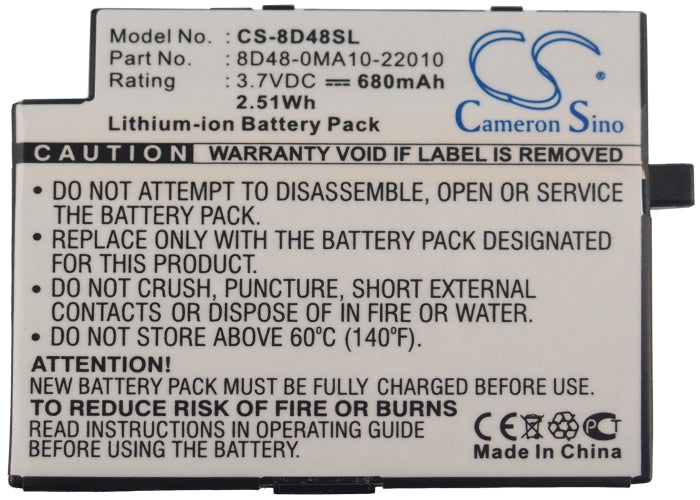 Model No. : CS-8D48SL
Part No. : 8D48-0MA10-22010
Rating : 3.7VDC ⎓ 680mAh
2.51Wh
Lithium-ion Battery Pack
CS
Cameron Sino
CAUTION WARRANTY VOID IF LABEL IS REMOVED
• DO NOT ATTEMPT TO DISASSEMBLE, OPEN OR SERVICE
THE BATTERY PACK.
• REPLACE ONLY WITH THE BATTERY PACK DESIGNATED
FOR THIS PRODUCT.
• DO NOT CRUSH, PUNCTURE, SHORT EXTERNAL
CONTACTS OR DISPOSE OF IN FIRE OR WATER.
• DO NOT STORE ABOVE 60°C (140°F).
ATTENTION!
NEW BATTERY PACK MUST BE FULLY CHARGED BEFORE USE
TO REDUCE RISK OF FIRE OR BURNS
READ INSTRUCTIONS IN OPERATING GUIDE
BEFORE USING BATTERY PACK.
CE PCT
Made In China